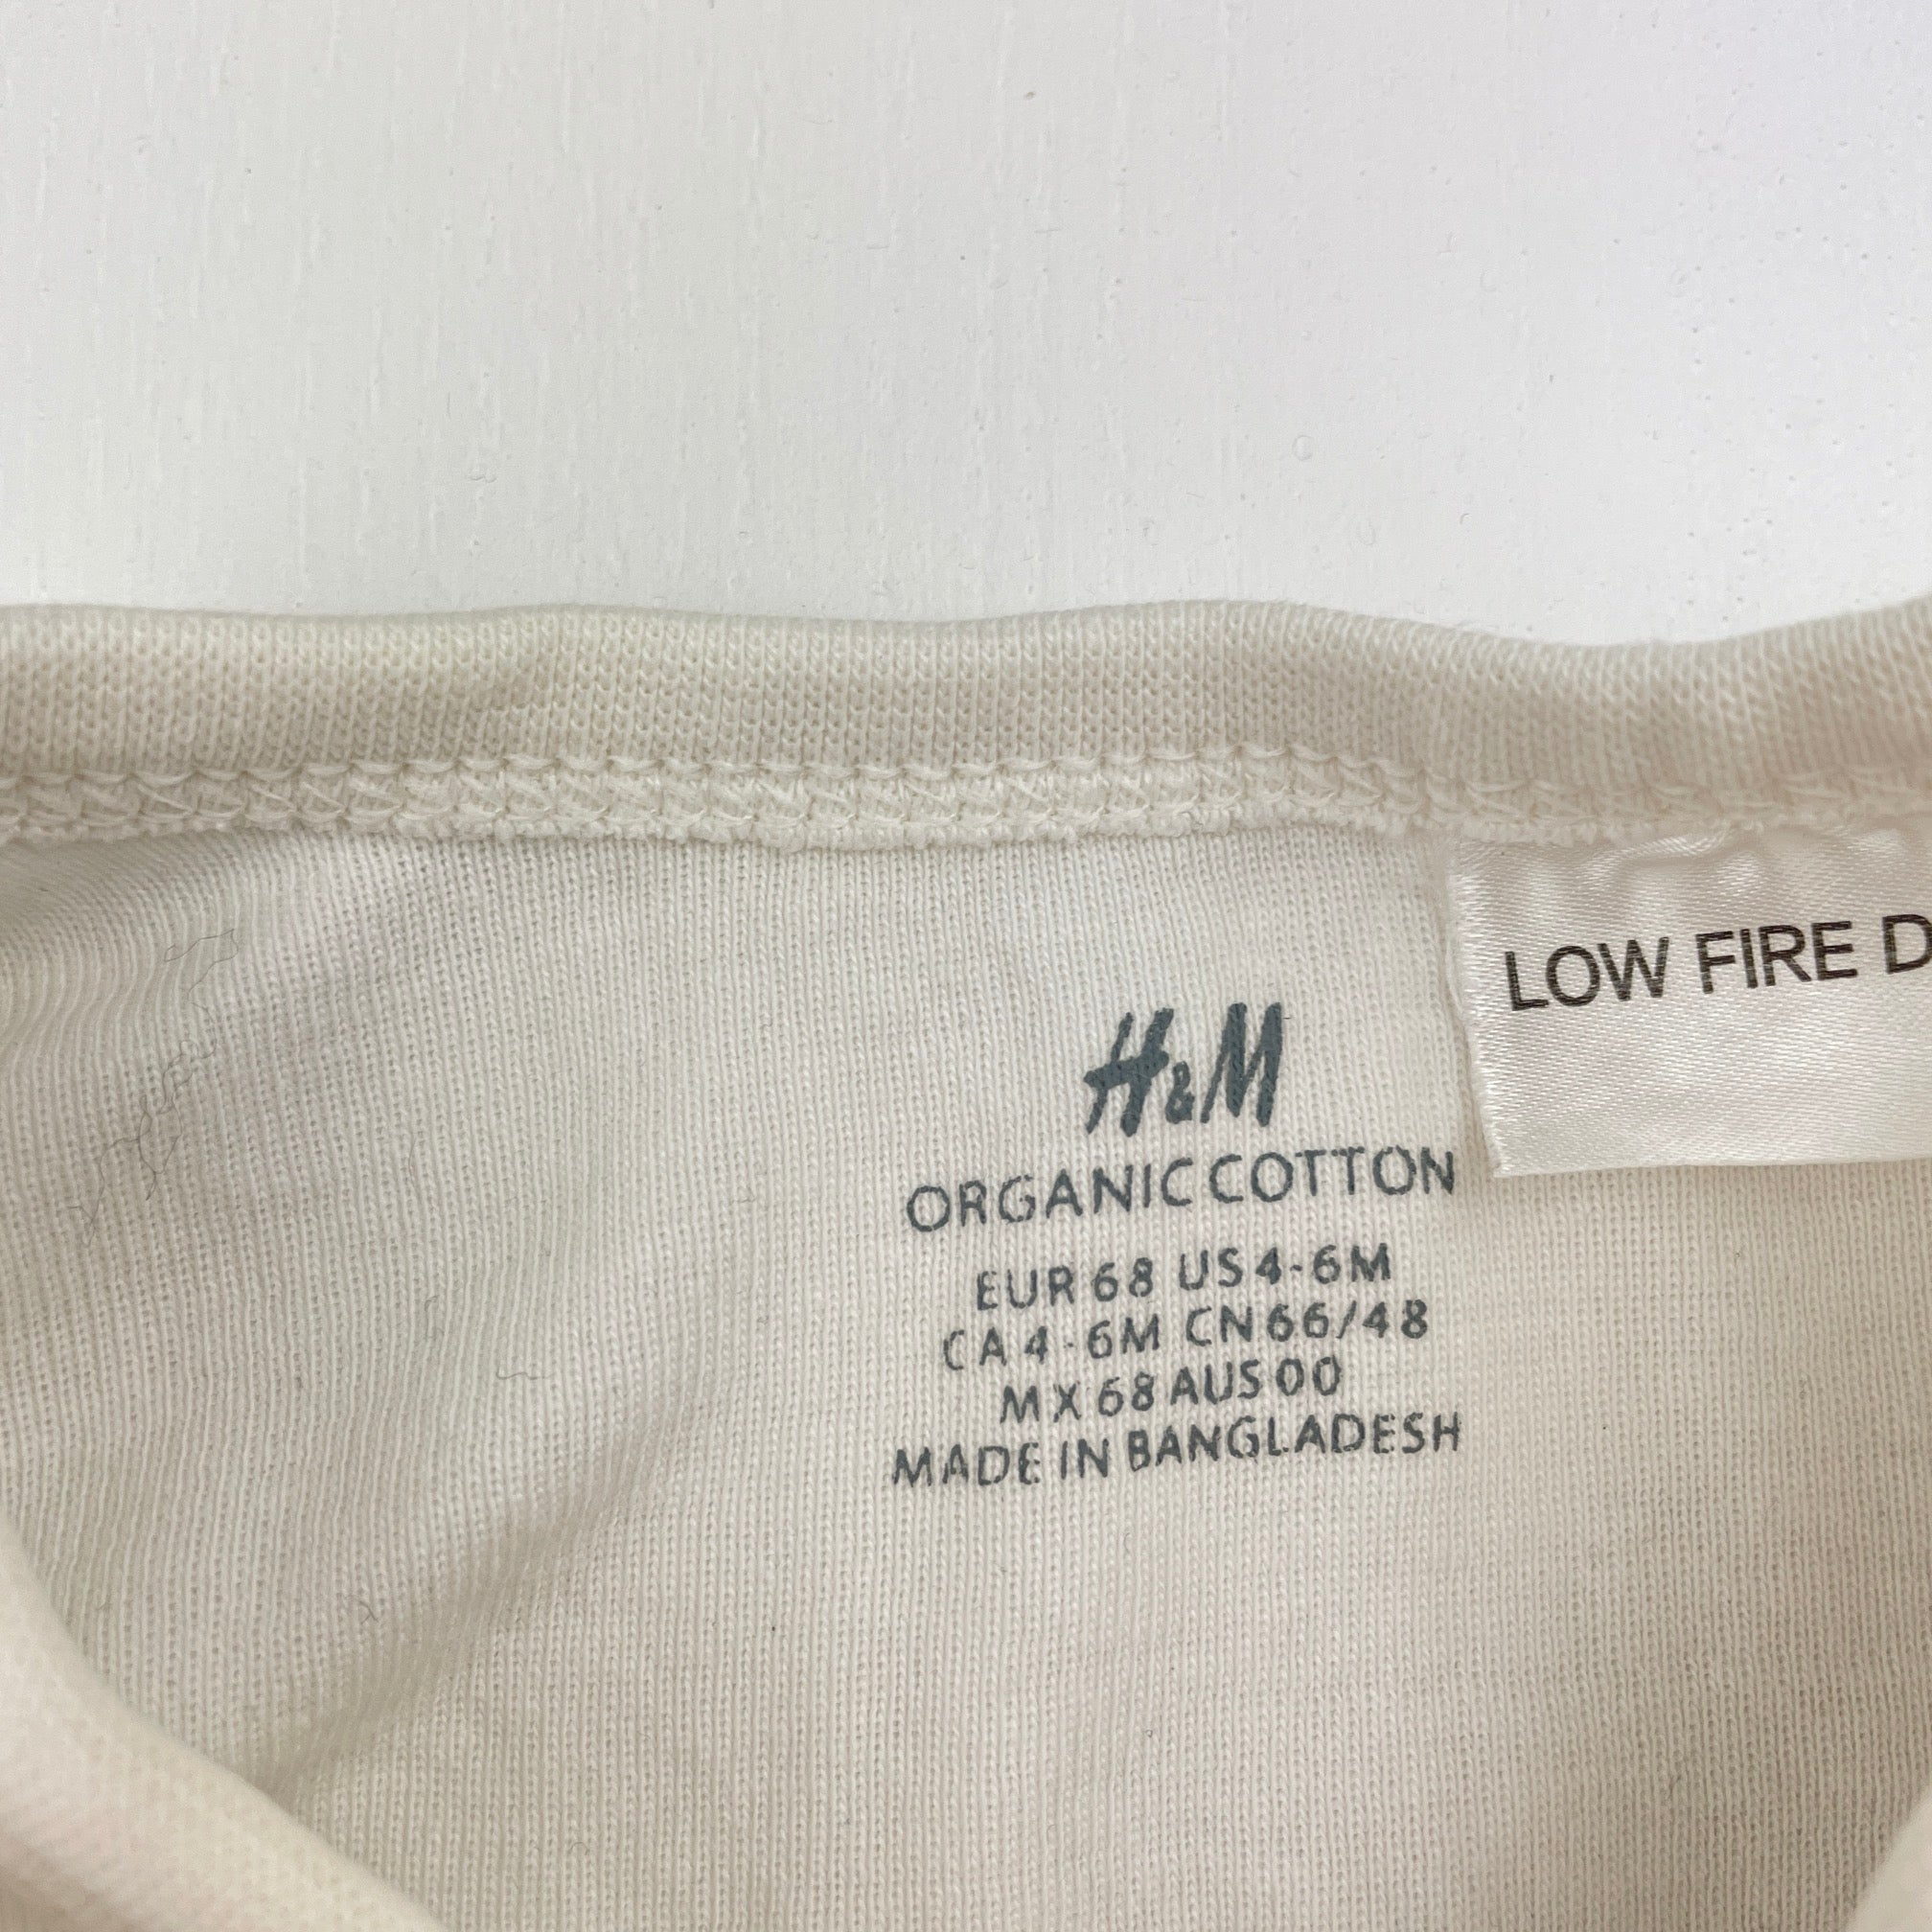 LOW FIRE D
H&M
ORGANIC COTTON
EUR 68 US 4-6M
CA 4-6M CN 66/48
MX 68 AUS 00
MADE IN BANGLADESH